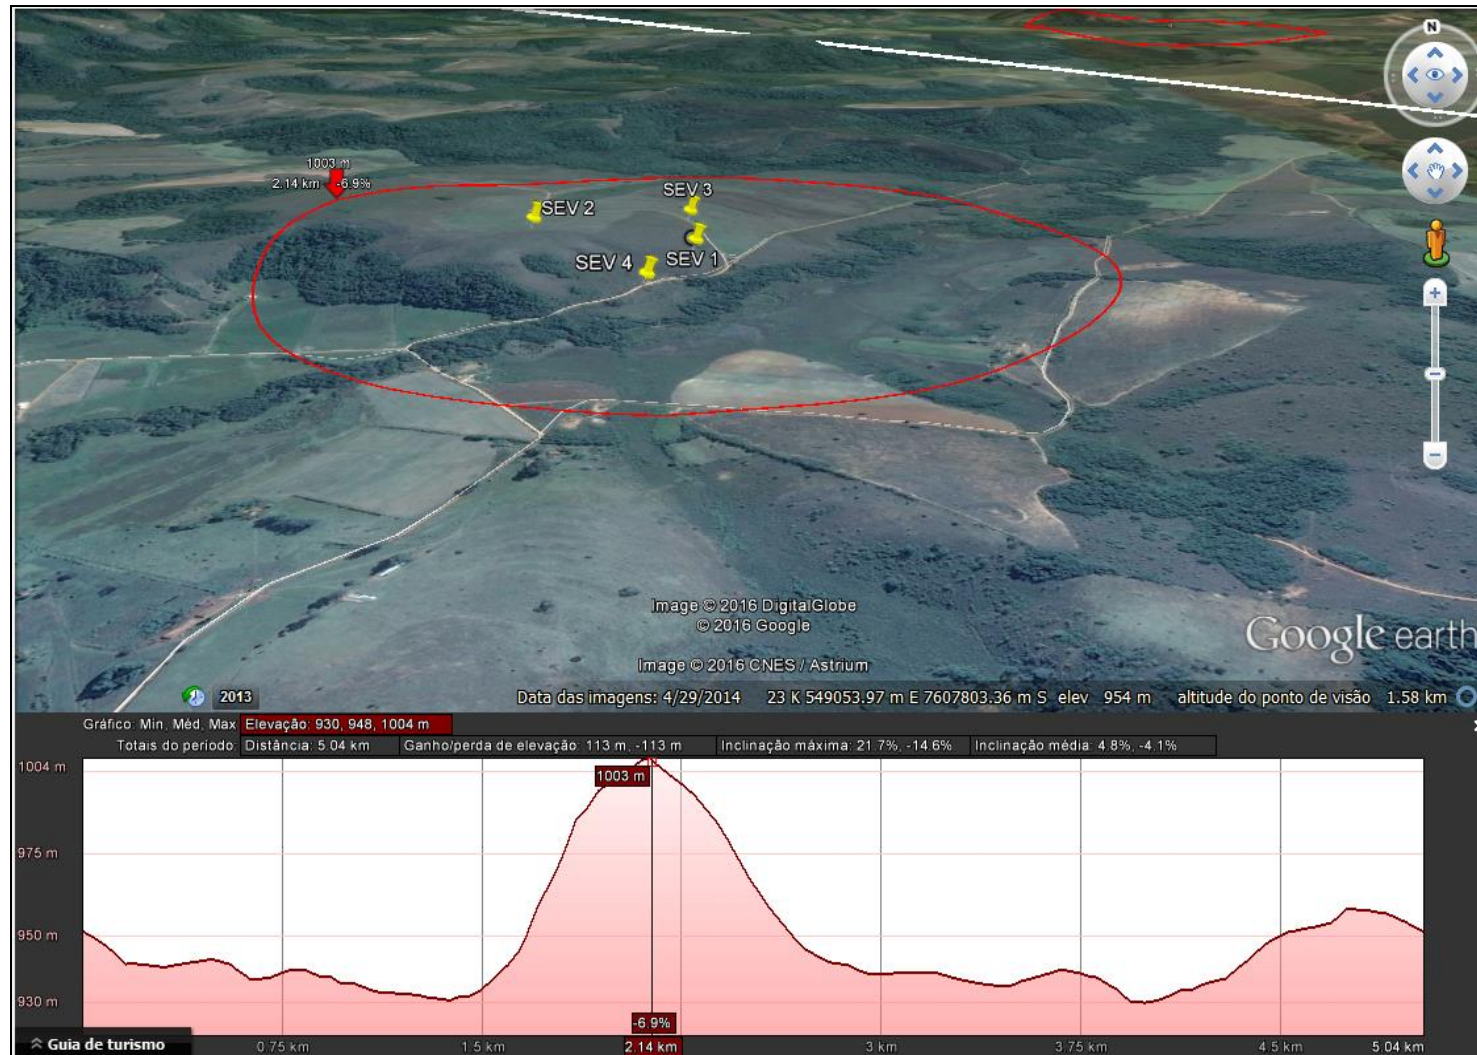 N
1003 m
2.14 km -6.9%
SEV 3
SEV 2
SEV 4 SEV 1
Image © 2016 DigitalGlobe
© 2016 Google
Google earth
Image © 2016 CNES / Astrium
2013 Data das imagens: 4/29/2014 23 K 549053.97 m E 7607803.36 m S elev 954 m altitude do ponto de visão 1.58 km
Gráfico: Min, Méd, Max Elevação: 930, 948, 1004 m
Totais do período: Distância: 5.04 km Ganho/perda de elevação: 113 m, -113 m Inclinação máxima: 21.7%, -14.6% Inclinação média: 4.8%, -4.1%
1004 m
1003 m
975 m
950 m
930 m
-6.9%
Guia de turismo 0.75 km 1.5 km 2.14 km 3 km 3.75 km 4.5 km 5.04 km